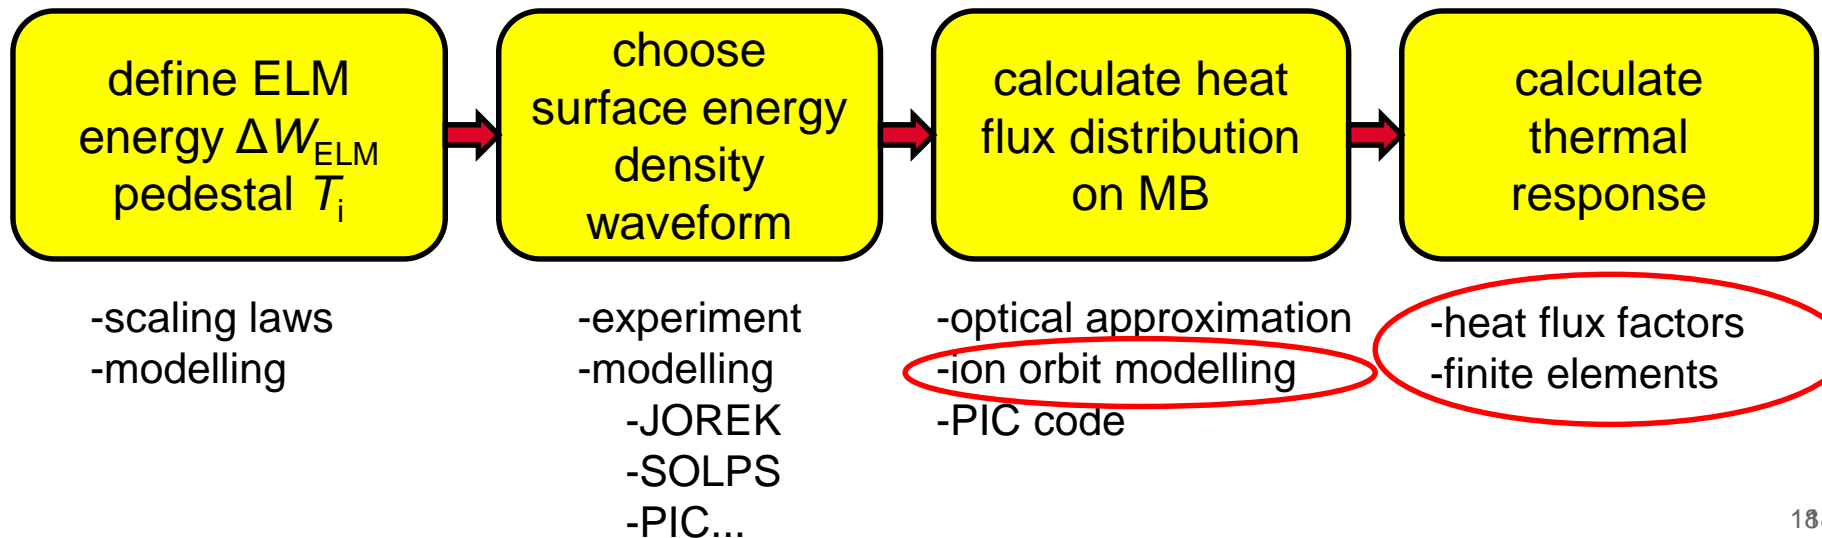 define ELM
energy ΔW_ELM
pedestal T_i
choose
surface energy
density
waveform
calculate heat
flux distribution
on MB
calculate
thermal
response
-scaling laws
-modelling
-experiment
-modelling
-JOREK
-SOLPS
-PIC...
-optical approximation
-ion orbit modelling
-PIC code
-heat flux factors
-finite elements